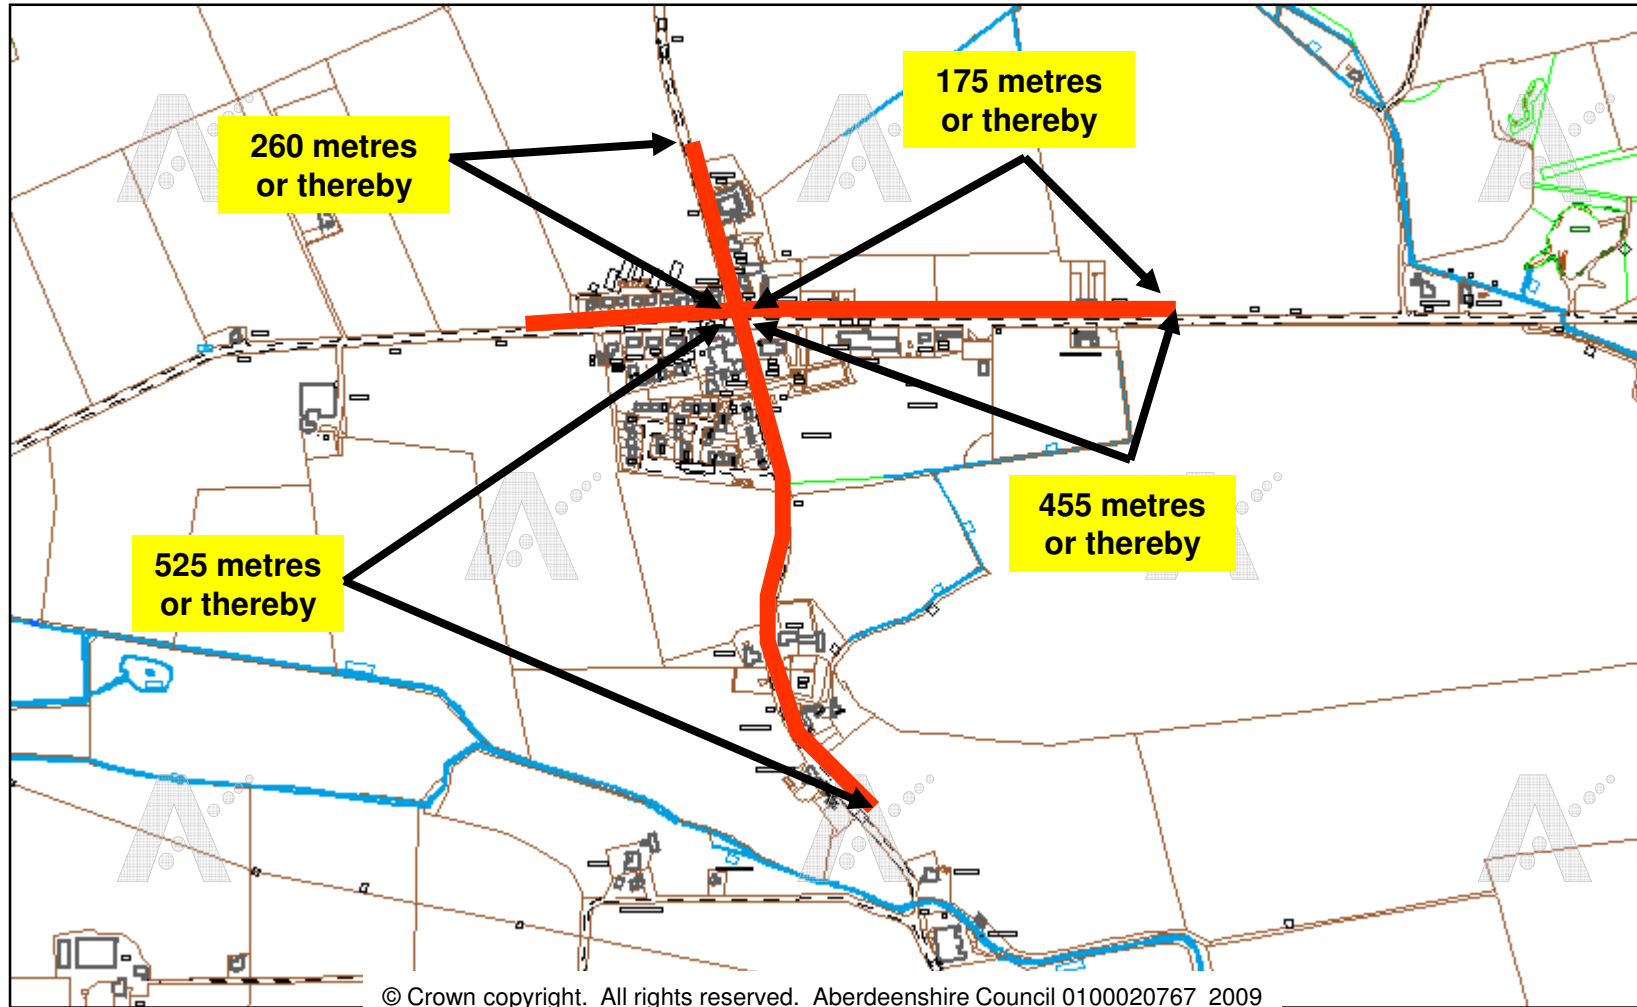 175 metres
or thereby
260 metres
or thereby
455 metres
or thereby
525 metres
or thereby
© Crown copyright.  All rights reserved.  Aberdeenshire Council 0100020767  2009